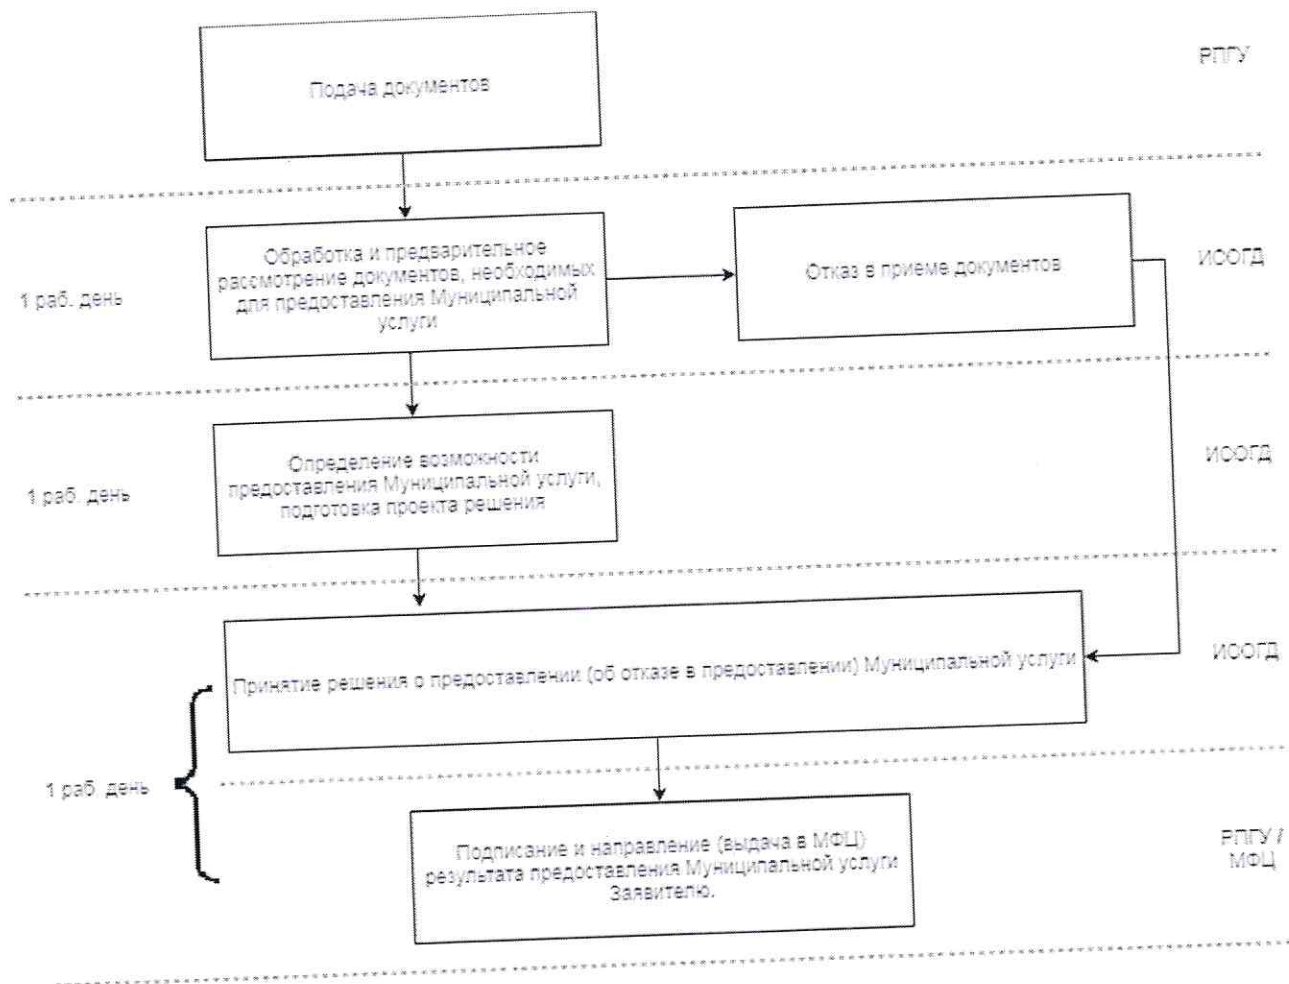 Подача документов
РПГУ
1 раб. день
Обработка и предварительное
рассмотрение документов, необходимых
для предоставления Муниципальной
услуги
Отказ в приеме документов
ИСОГД
1 раб. день
Определение возможности
предоставления Муниципальной услуги,
подготовка проекта решения
ИСОГД
Принятие решения о предоставлении (об отказе в предоставлении) Муниципальной услуги
ИСОГД
1 раб. день
Подписание и направление (выдача в МФЦ)
результата предоставления Муниципальной услуги
Заявителю.
РПГУ /
МФЦ